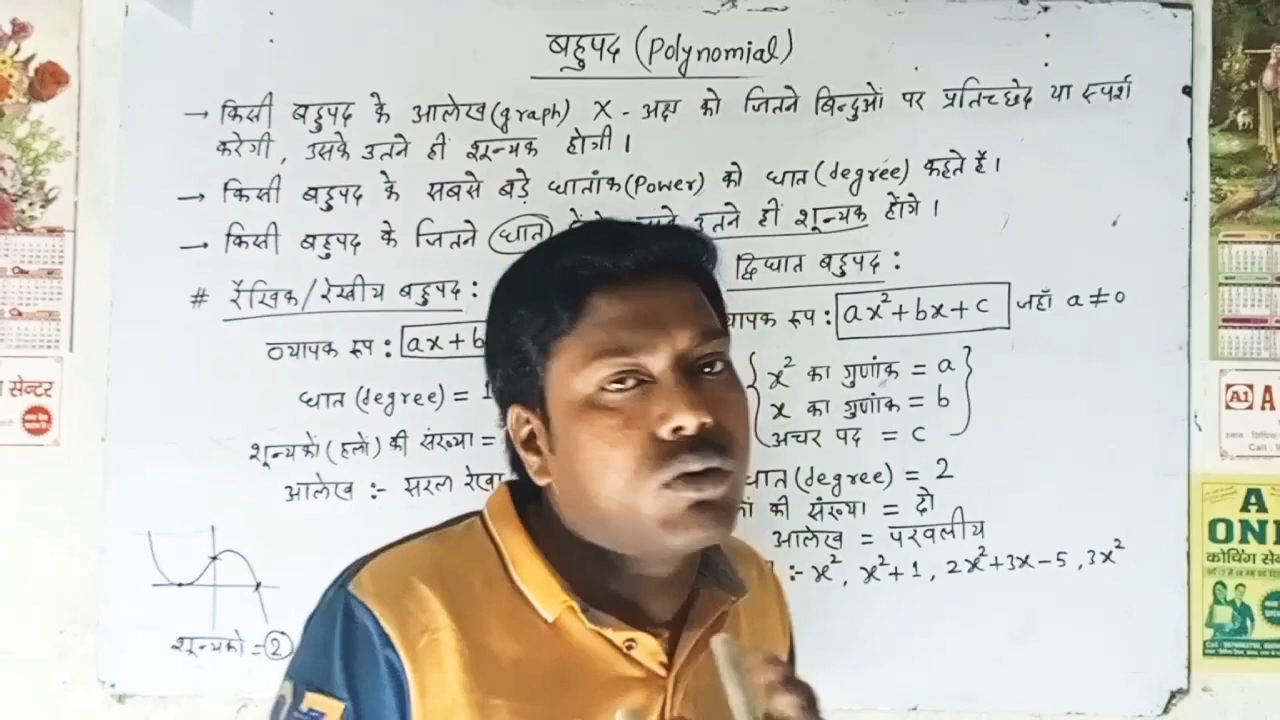 बहुपद (Polynomial)
→ किसी बहुपद के आलेख(graph) X - अक्ष को जितने बिन्दुओं पर प्रतिच्छेद या स्पर्श
करेगी, उसके उतने ही शून्यक होगी।
→ किसी बहुपद के सबसे बड़े घातांक(Power) को घात(degree) कहते हैं।
→ किसी बहुपद के जितने घात उतने ही शून्यक होंगे।
# रैखिक/रेखीय बहुपद:
व्यापक रूप: ax+b
घात (degree) = 1
शून्यकों(हलों) की संख्या =
आलेख :- सरल रेखा
शून्यको = 2
द्विघात बहुपद:
रूप: ax²+bx+c जहाँ a≠0
x² का गुणांक = a
x का गुणांक = b
अचर पद = c
घात(degree) = 2
की संख्या = दो
आलेख = परवलीय
:- x², x²+1, 2x²+3x-5, 3x²
सेन्टर
A1 A
A
ONE
कोचिंग